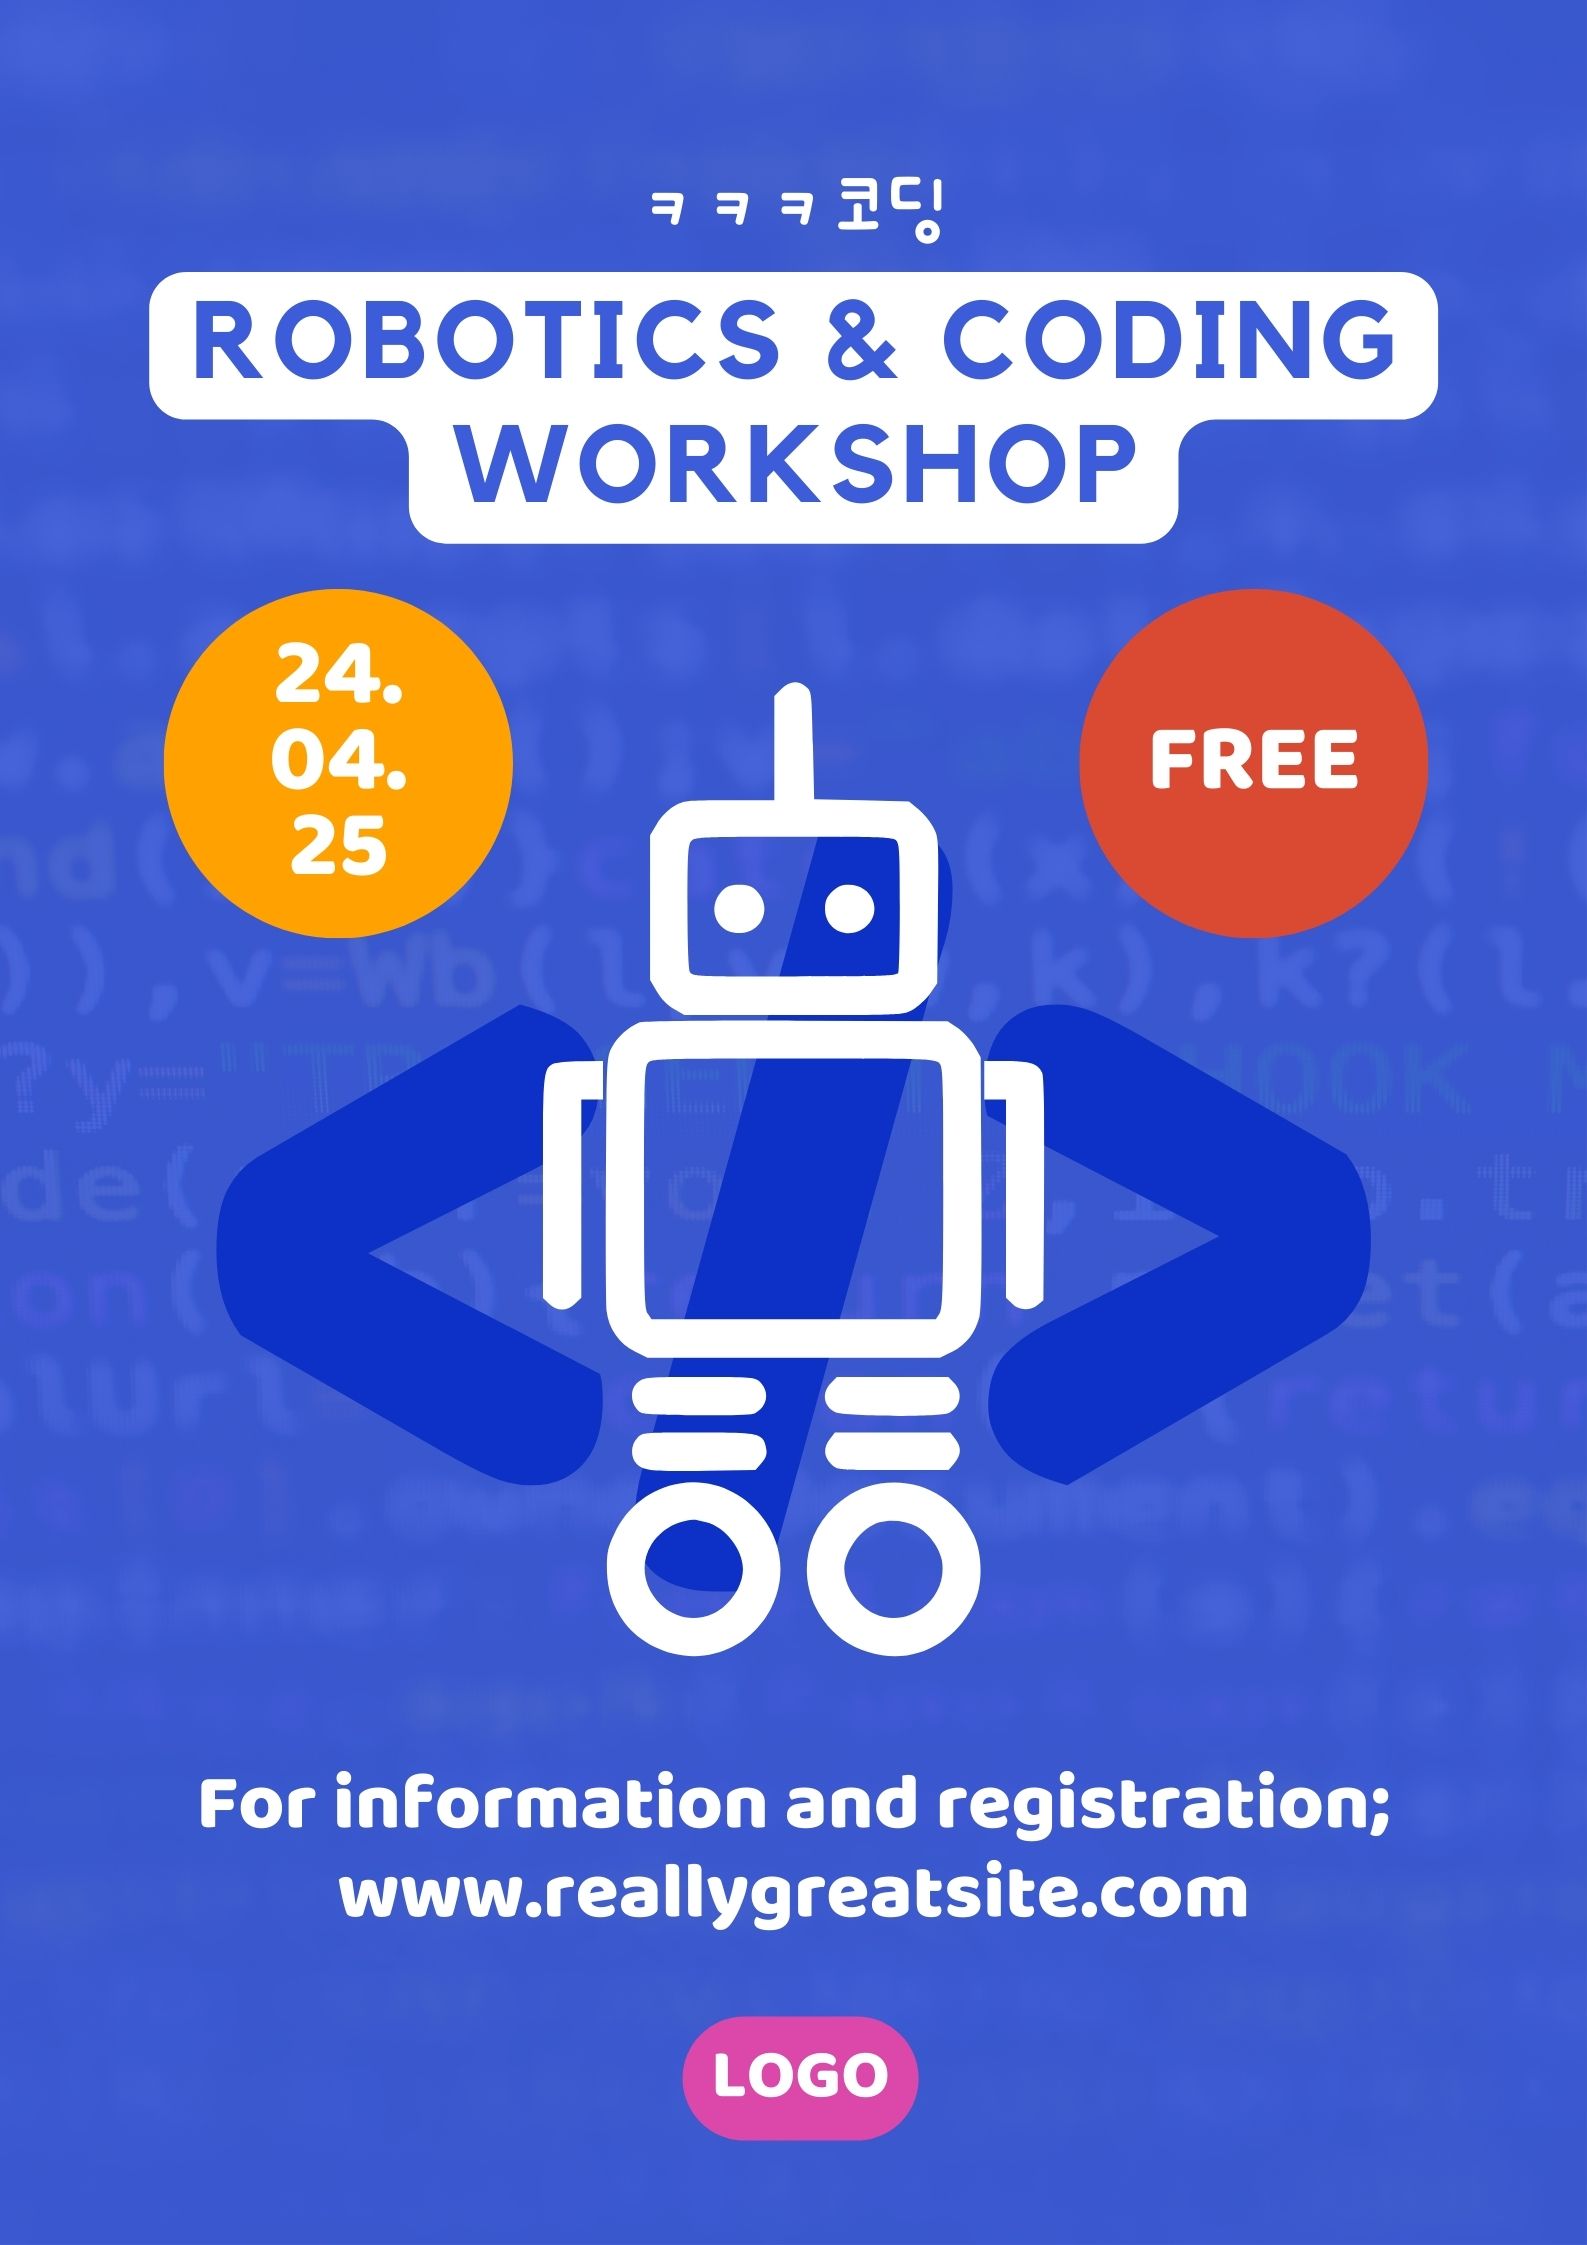 ㅋㅋㅋ코딩
ROBOTICS & CODING
WORKSHOP
24.
04.
25
FREE
For information and registration;
www.reallygreatsite.com
LOGO